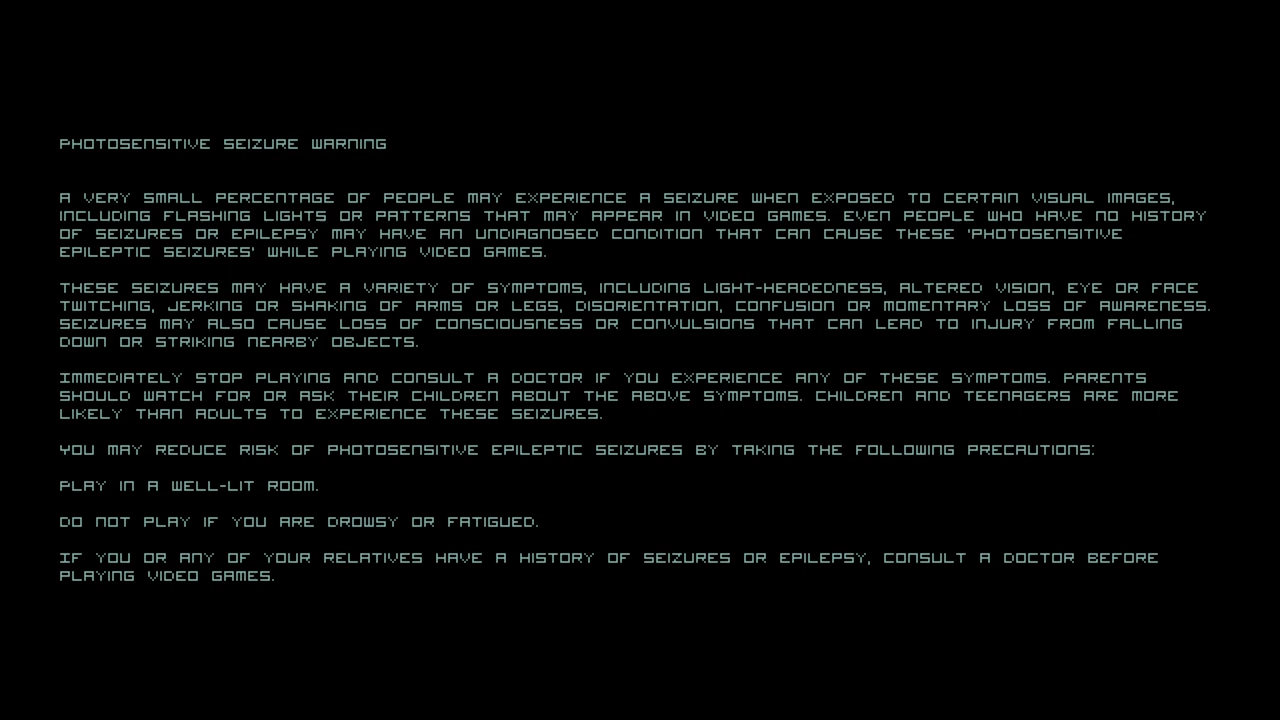 PHOTOSENSITIVE SEIZURE WARNING
A VERY SMALL PERCENTAGE OF PEOPLE MAY EXPERIENCE A SEIZURE WHEN EXPOSED TO CERTAIN VISUAL IMAGES,
INCLUDING FLASHING LIGHTS OR PATTERNS THAT MAY APPEAR IN VIDEO GAMES. EVEN PEOPLE WHO HAVE NO HISTORY
OF SEIZURES OR EPILEPSY MAY HAVE AN UNDIAGNOSED CONDITION THAT CAN CAUSE THESE 'PHOTOSENSITIVE
EPILEPTIC SEIZURES' WHILE PLAYING VIDEO GAMES.
THESE SEIZURES MAY HAVE A VARIETY OF SYMPTOMS, INCLUDING LIGHT-HEADEDNESS, ALTERED VISION, EYE OR FACE
TWITCHING, JERKING OR SHAKING OF ARMS OR LEGS, DISORIENTATION, CONFUSION OR MOMENTARY LOSS OF AWARENESS.
SEIZURES MAY ALSO CAUSE LOSS OF CONSCIOUSNESS OR CONVULSIONS THAT CAN LEAD TO INJURY FROM FALLING
DOWN OR STRIKING NEARBY OBJECTS.
IMMEDIATELY STOP PLAYING AND CONSULT A DOCTOR IF YOU EXPERIENCE ANY OF THESE SYMPTOMS. PARENTS
SHOULD WATCH FOR OR ASK THEIR CHILDREN ABOUT THE ABOVE SYMPTOMS. CHILDREN AND TEENAGERS ARE MORE
LIKELY THAN ADULTS TO EXPERIENCE THESE SEIZURES.
YOU MAY REDUCE RISK OF PHOTOSENSITIVE EPILEPTIC SEIZURES BY TAKING THE FOLLOWING PRECAUTIONS:
PLAY IN A WELL-LIT ROOM.
DO NOT PLAY IF YOU ARE DROWSY OR FATIGUED.
IF YOU OR ANY OF YOUR RELATIVES HAVE A HISTORY OF SEIZURES OR EPILEPSY, CONSULT A DOCTOR BEFORE
PLAYING VIDEO GAMES.